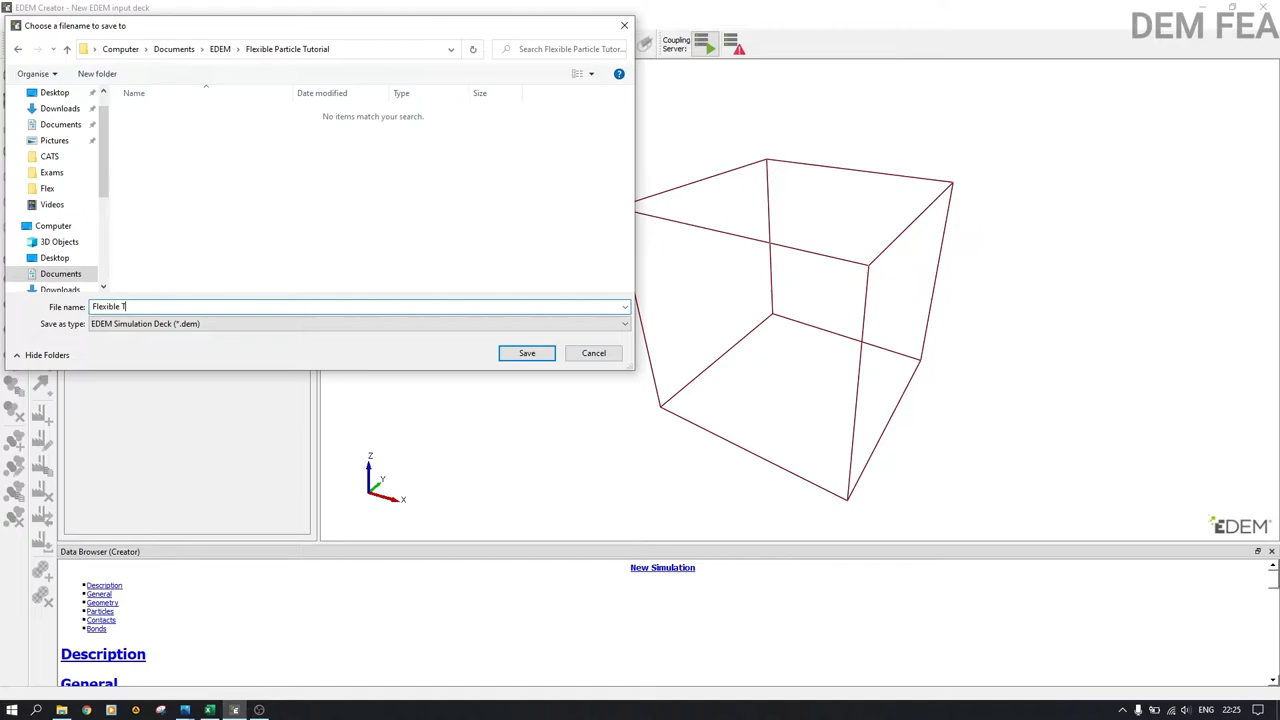 EDEM Creator - New EDEM input deck
DEM FEA
Choose a filename to save to
Computer > Documents > EDEM > Flexible Particle Tutorial
Search Flexible Particle Tutor...
Coupling
Server:
Organise
New folder
Name
Date modified
Type
Size
No items match your search.
Desktop
Downloads
Documents
Pictures
CATS
Exams
Flex
Videos
Computer
3D Objects
Desktop
Documents
Downloads
File name: Flexible T
Save as type: EDEM Simulation Deck (*.dem)
Hide Folders
Save
Cancel
Z
Y
X
EDEM
Data Browser (Creator)
New Simulation
Description
General
Geometry
Particles
Contacts
Bonds
Description
General
ENG
22:25